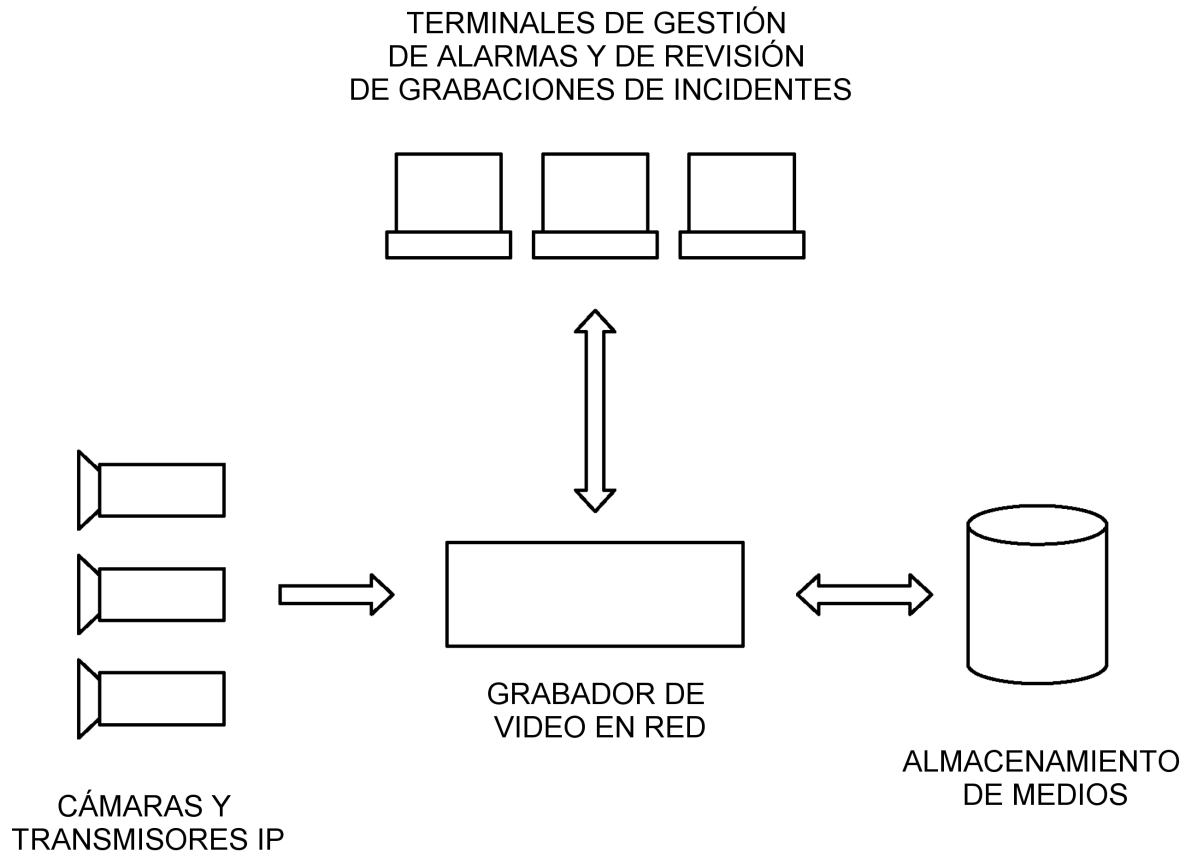 TERMINALES DE GESTIÓN
DE ALARMAS Y DE REVISIÓN
DE GRABACIONES DE INCIDENTES
GRABADOR DE
VIDEO EN RED
ALMACENAMIENTO
DE MEDIOS
CÁMARAS Y
TRANSMISORES IP